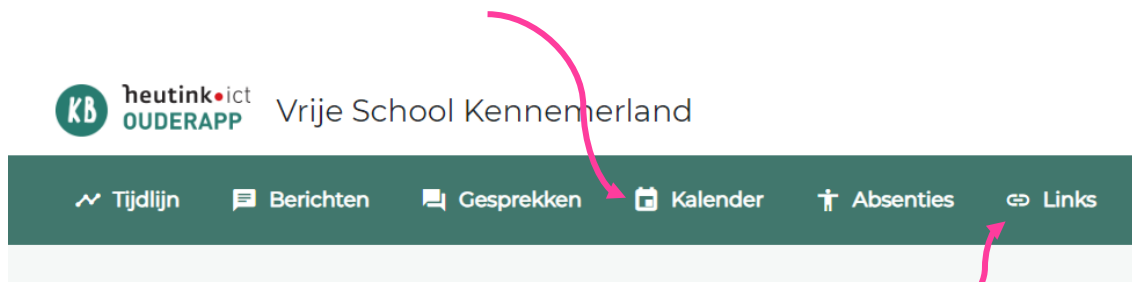 KB heutink•ict
OUDERAPP
Vrije School Kennemerland
Tijdlijn Berichten Gesprekken Kalender Absenties Links